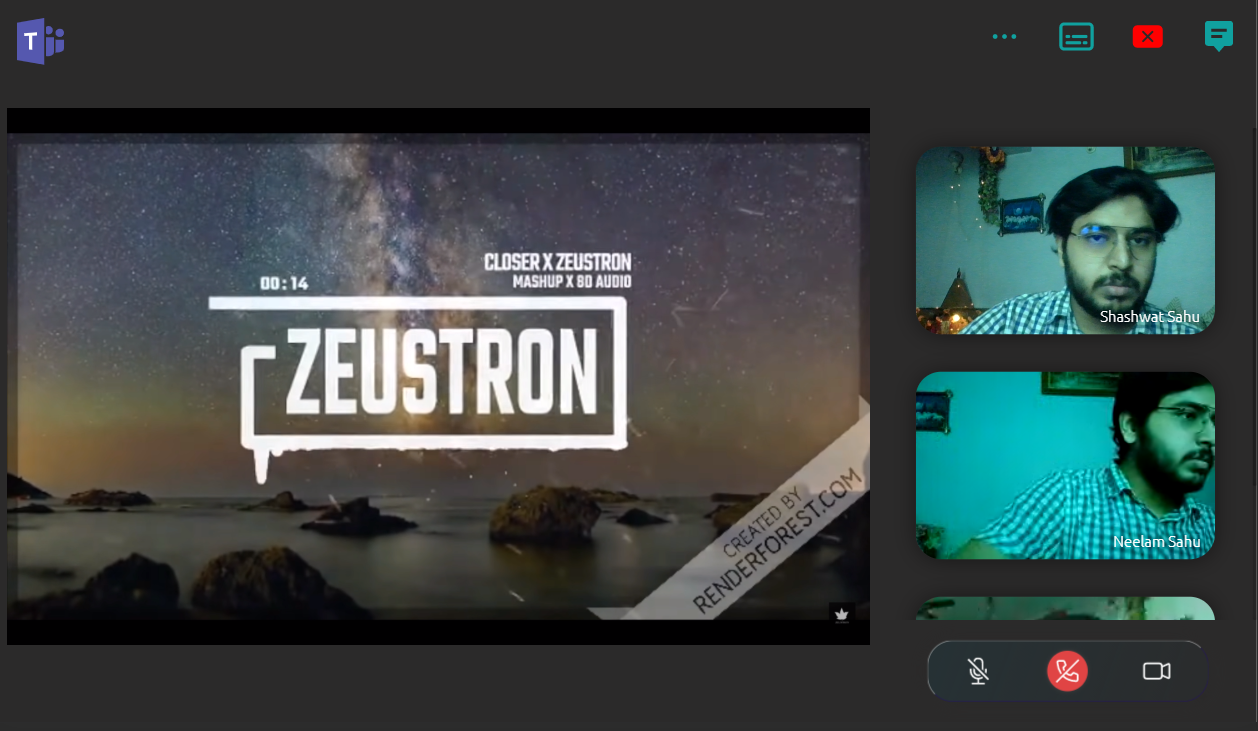 T
00:14
CLOSER X ZEUSTRON
MASHUP X 8D AUDIO
ZEUSTRON
CREATED BY
RENDERFOREST.COM
Shashwat Sahu
Neelam Sahu